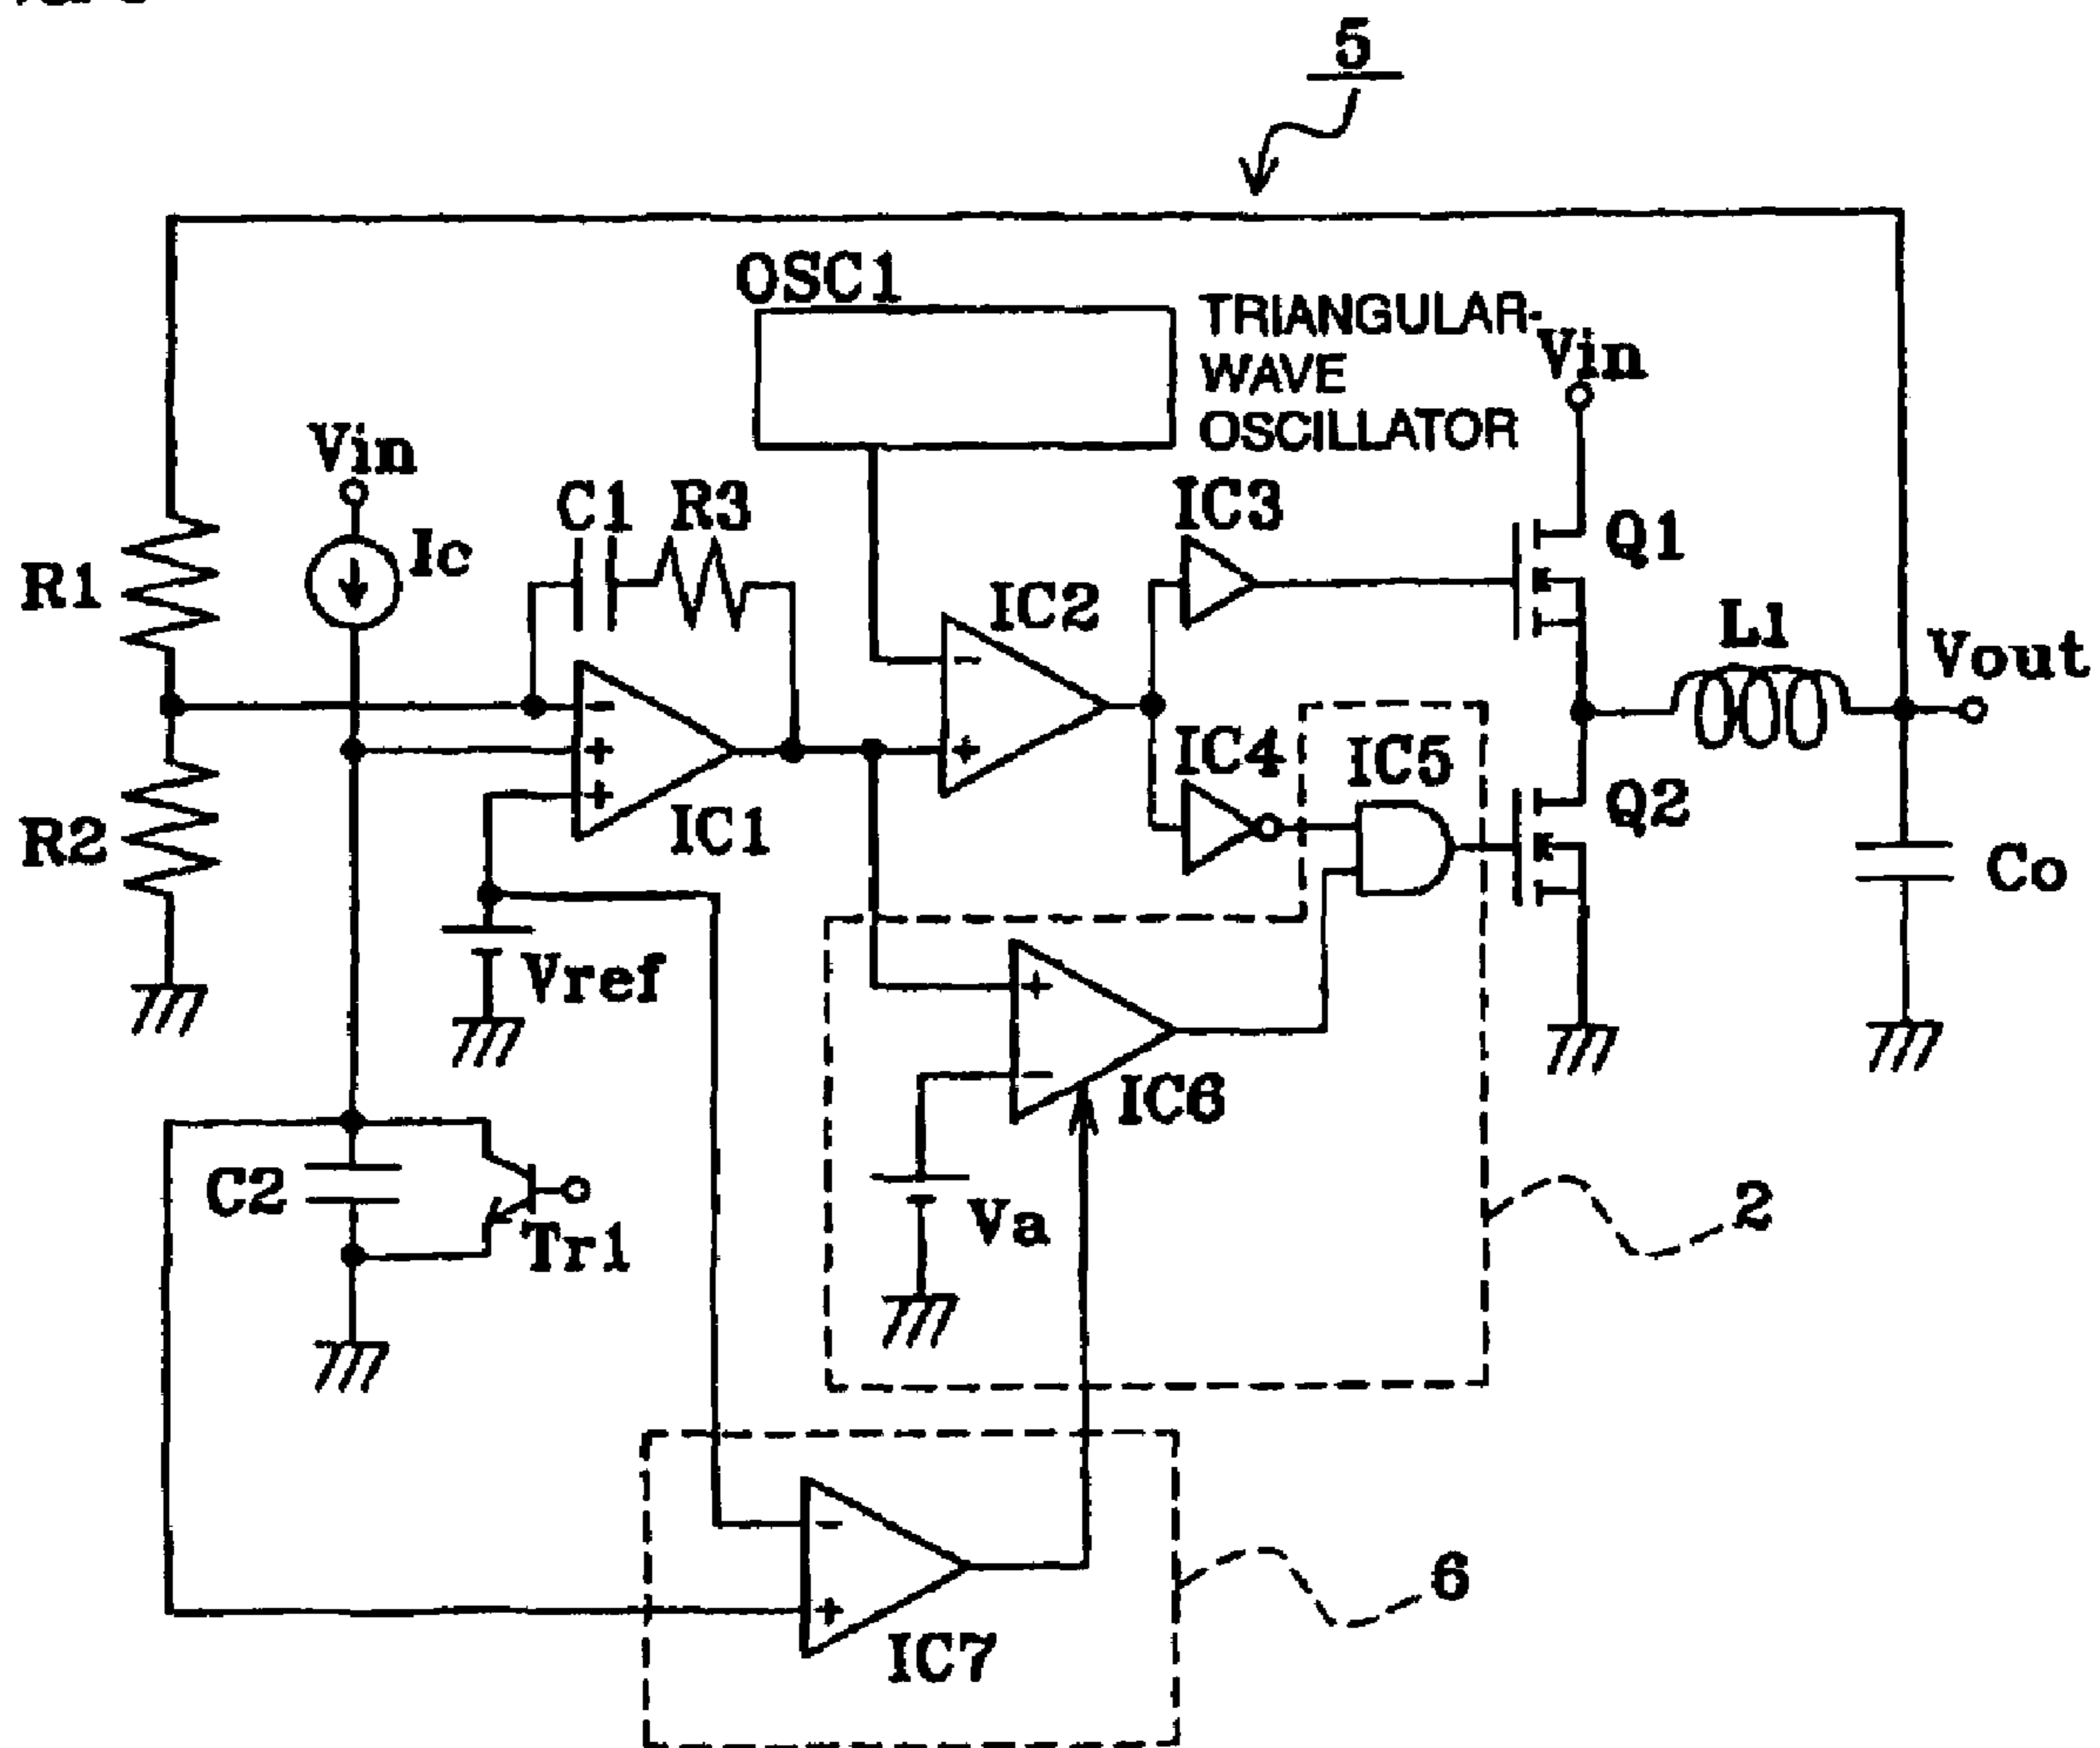 5
OSC1
TRIANGULAR-
WAVE
OSCILLATOR
Vin
Vin
Ic
C1
R3
IC3
Q1
R1
IC2
L1
Vout
IC4
IC5
Q2
R2
IC1
Co
Vref
IC6
C2
Tr1
Va
2
6
IC7